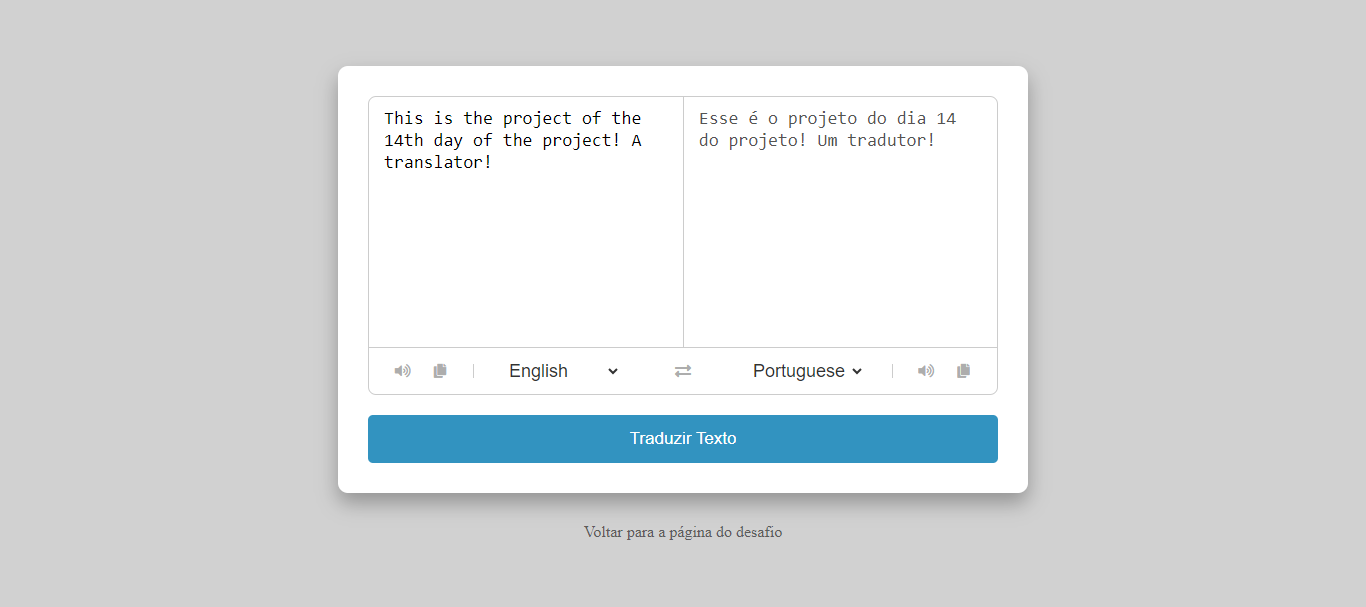 This is the project of the
14th day of the project! A
translator!
Esse é o projeto do dia 14
do projeto! Um tradutor!
English
Portuguese
Traduzir Texto
Voltar para a página do desafio